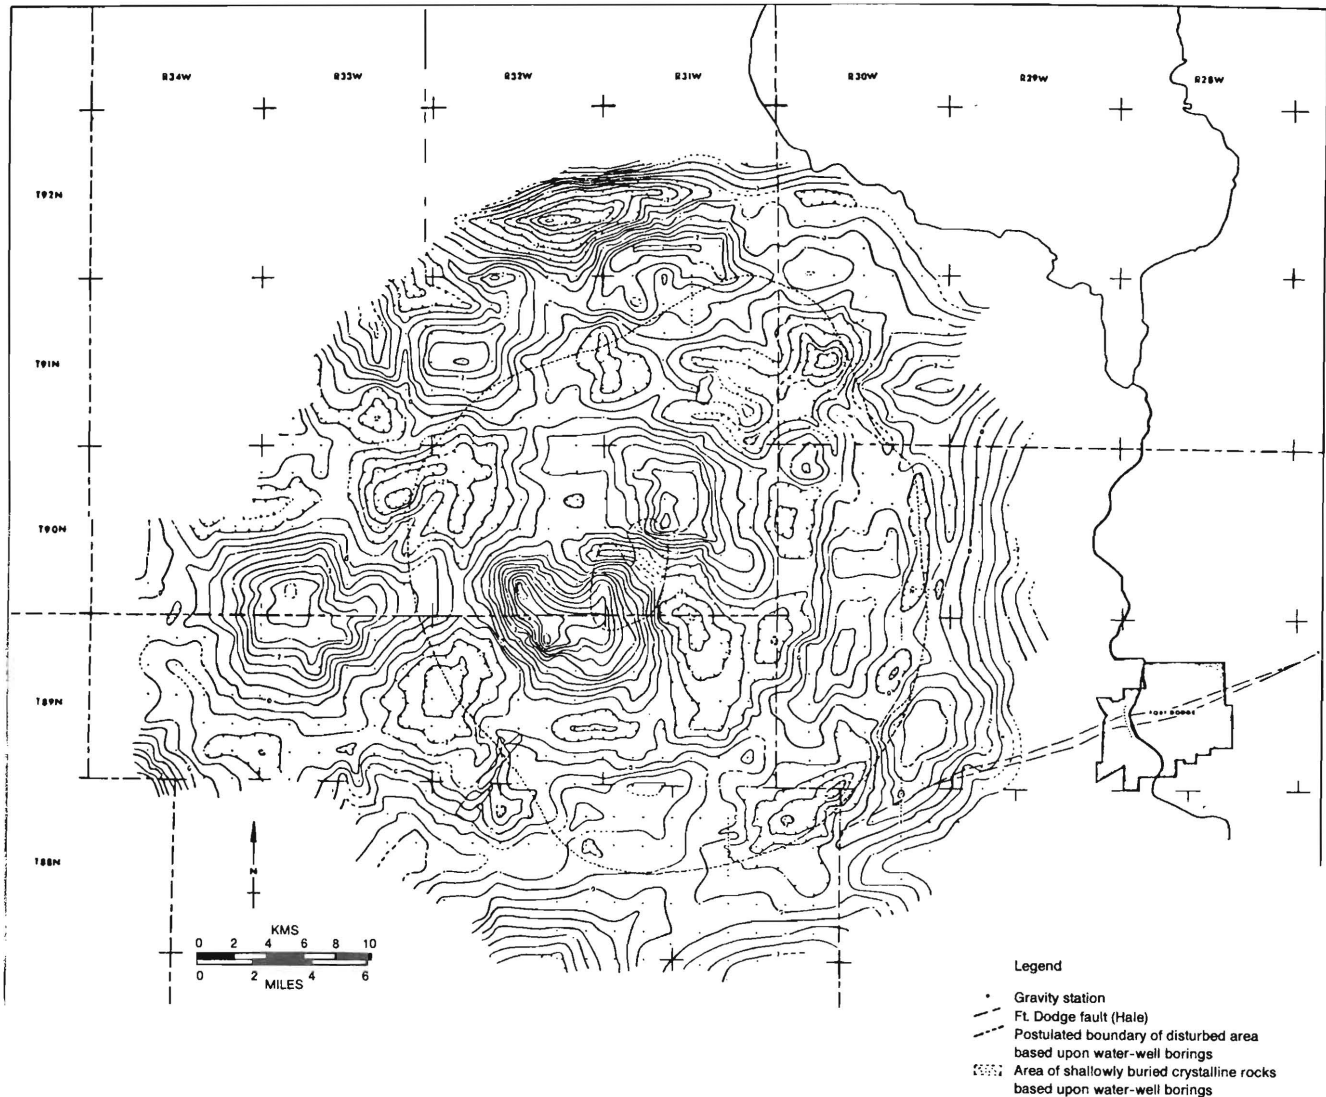 R34W R33W R32W R31W R30W R29W R28W
T92N
T91N
T90N
T89N
FORT DODGE
T88N
N
KMS
0 2 4 6 8 10
0 2 4 6
MILES
Legend
Gravity station
Ft. Dodge fault (Hale)
Postulated boundary of disturbed area
based upon water-well borings
Area of shallowly buried crystalline rocks
based upon water-well borings